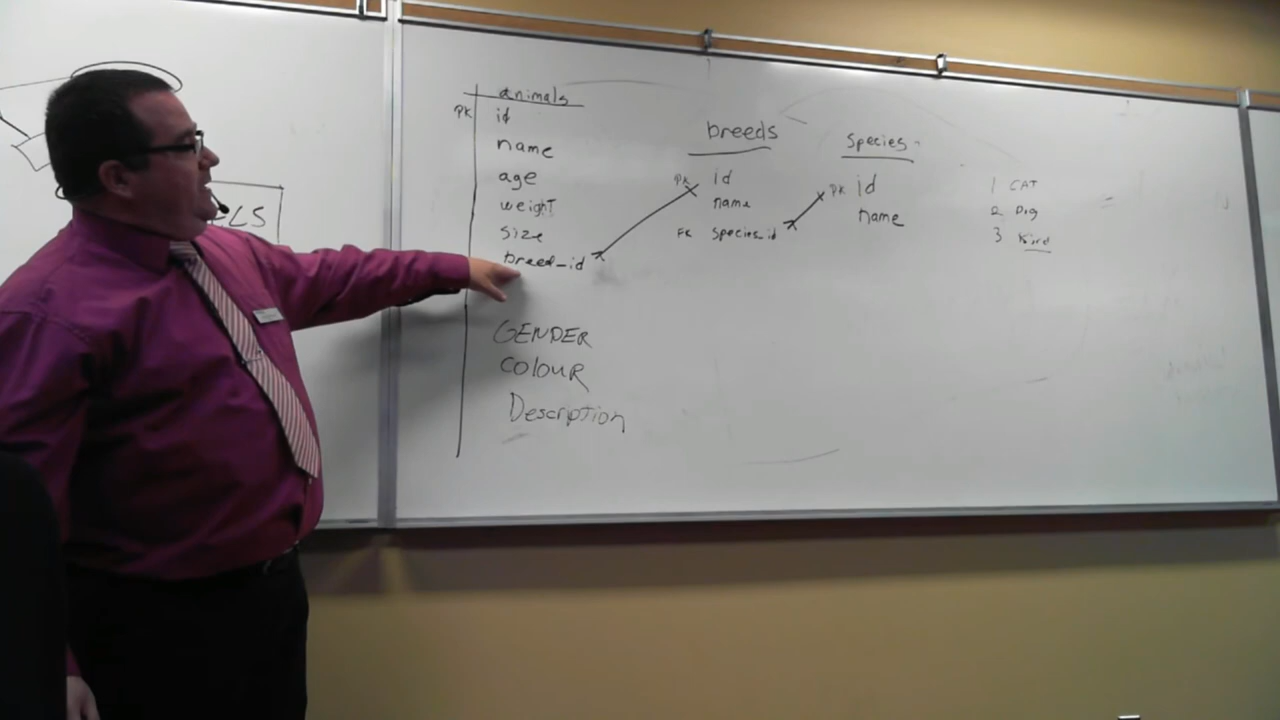 animals
PK id
name
age
weight
size
breed_id
GENDER
COLOUR
Description
breeds
PK id
name
FK species_id
Species
PK id
name
1 CAT
2 Dog
3 Bird